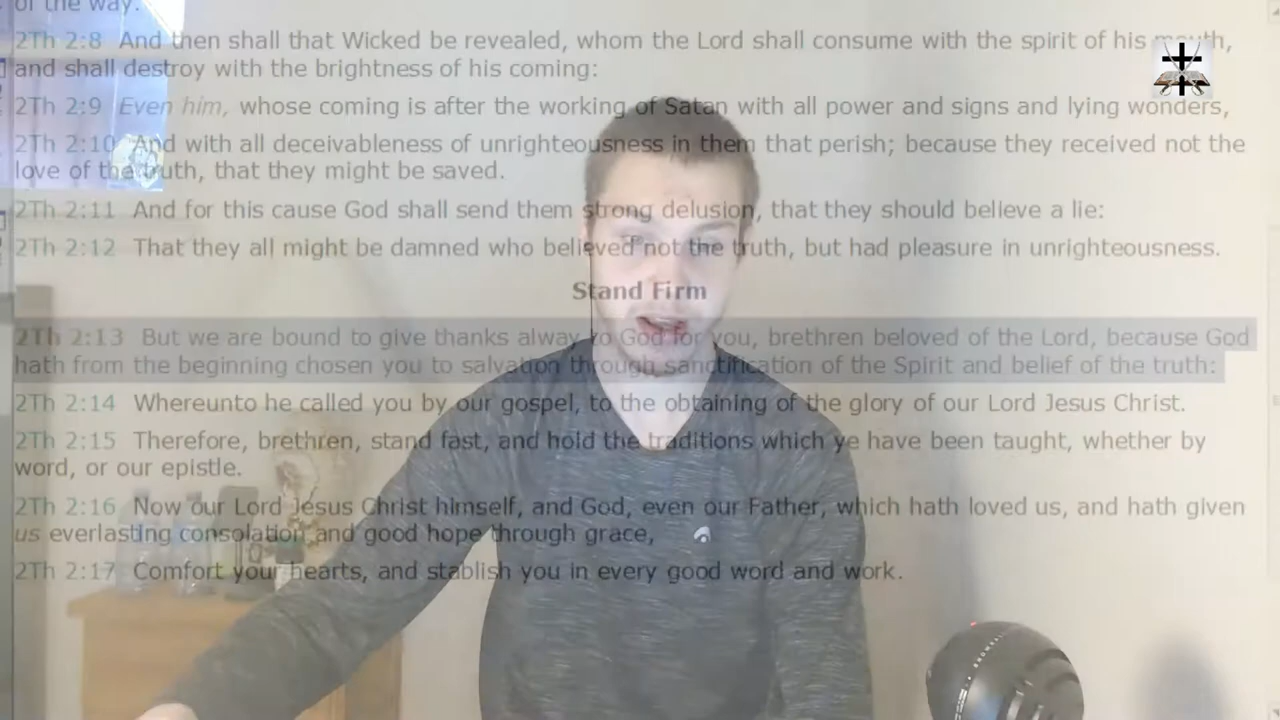 of the way.
2Th 2:8 And then shall that Wicked be revealed, whom the Lord shall consume with the spirit of his mouth,
and shall destroy with the brightness of his coming:
2Th 2:9 Even him, whose coming is after the working of Satan with all power and signs and lying wonders,
2Th 2:10 And with all deceivableness of unrighteousness in them that perish; because they received not the
love of the truth, that they might be saved.
2Th 2:11 And for this cause God shall send them strong delusion, that they should believe a lie:
2Th 2:12 That they all might be damned who believed not the truth, but had pleasure in unrighteousness.
Stand Firm
2Th 2:13 But we are bound to give thanks alway to God for you, brethren beloved of the Lord, because God
hath from the beginning chosen you to salvation through sanctification of the Spirit and belief of the truth:
2Th 2:14 Whereunto he called you by our gospel, to the obtaining of the glory of our Lord Jesus Christ.
2Th 2:15 Therefore, brethren, stand fast, and hold the traditions which ye have been taught, whether by
word, or our epistle.
2Th 2:16 Now our Lord Jesus Christ himself, and God, even our Father, which hath loved us, and hath given
us everlasting consolation and good hope through grace,
2Th 2:17 Comfort your hearts, and stablish you in every good word and work.